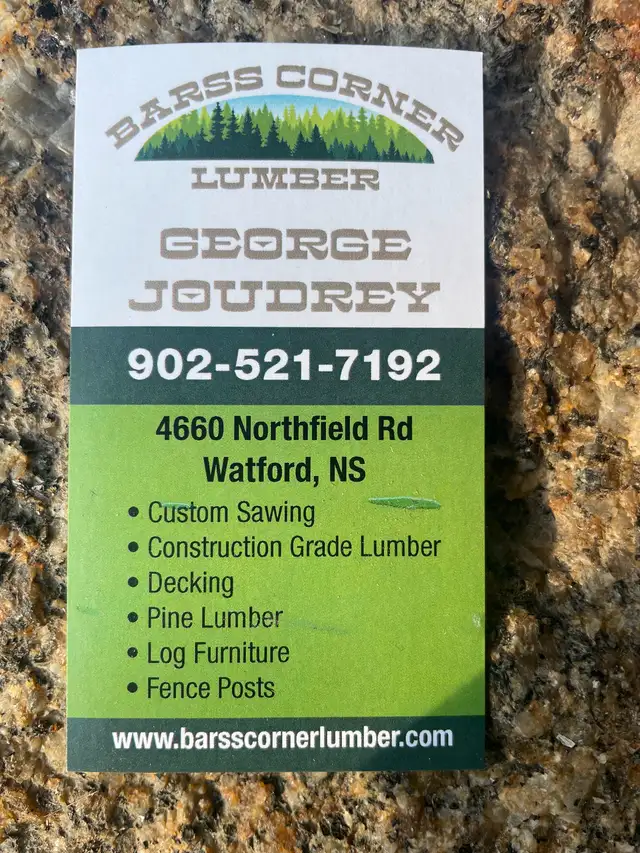 BARSS CORNER
LUMBER
GEORGE
JOUDREY
902-521-7192
4660 Northfield Rd
Watford, NS
• Custom Sawing
• Construction Grade Lumber
• Decking
• Pine Lumber
• Log Furniture
• Fence Posts
www.barsscornerlumber.com